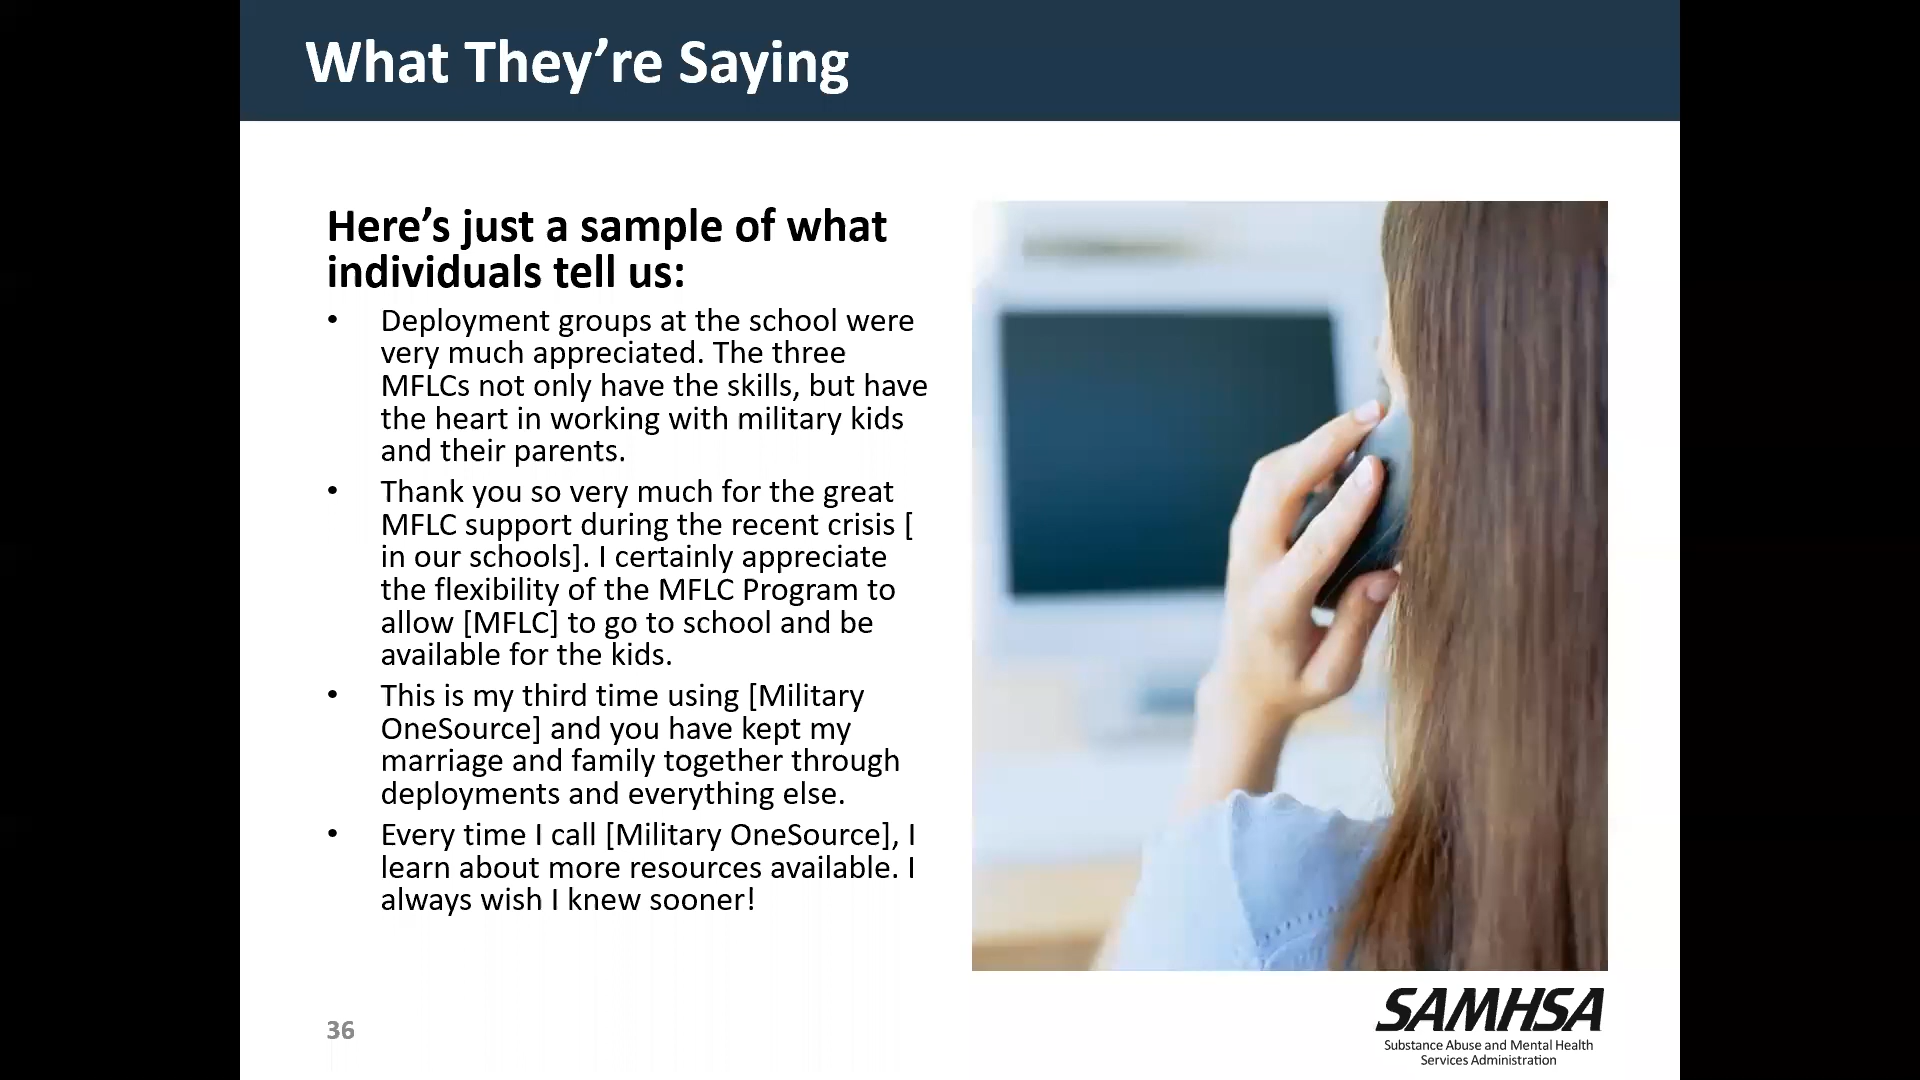 What They’re Saying
Here’s just a sample of what
individuals tell us:
• Deployment groups at the school were
very much appreciated. The three
MFLCs not only have the skills, but have
the heart in working with military kids
and their parents.
• Thank you so very much for the great
MFLC support during the recent crisis [
in our schools]. I certainly appreciate
the flexibility of the MFLC Program to
allow [MFLC] to go to school and be
available for the kids.
• This is my third time using [Military
OneSource] and you have kept my
marriage and family together through
deployments and everything else.
• Every time I call [Military OneSource], I
learn about more resources available. I
always wish I knew sooner!
36
SAMHSA
Substance Abuse and Mental Health
Services Administration